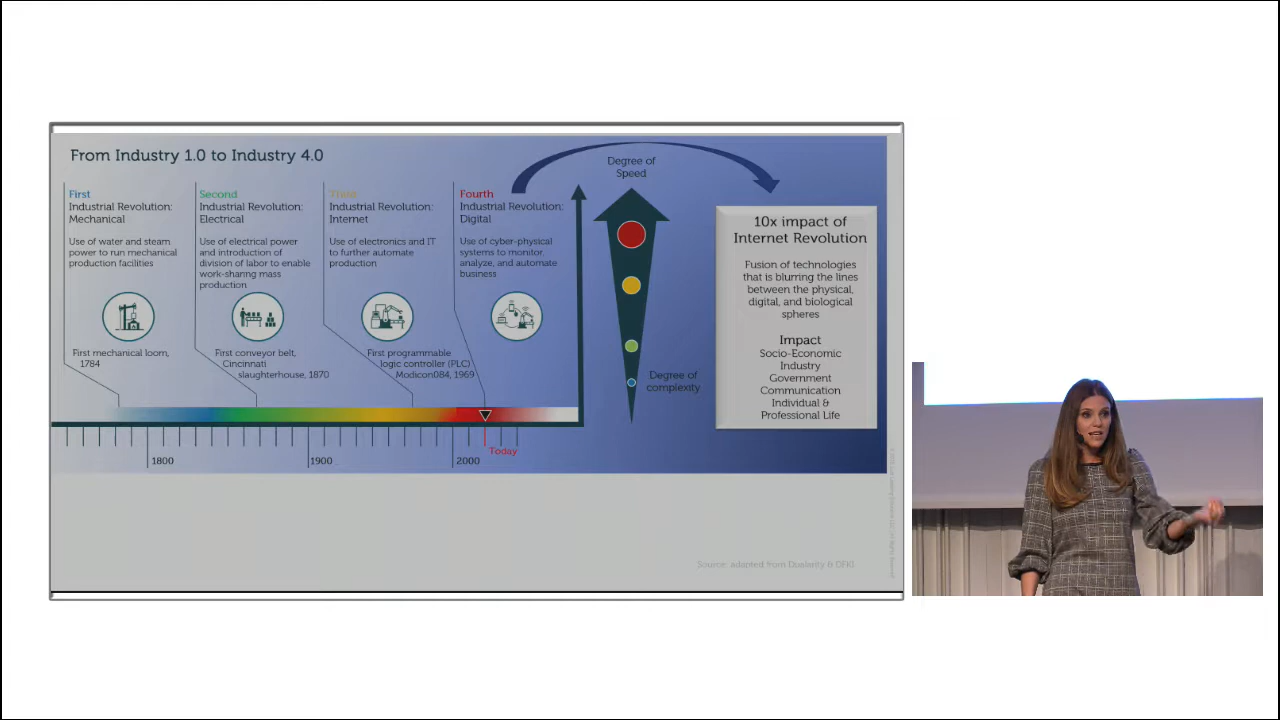 From Industry 1.0 to Industry 4.0
First
Industrial Revolution:
Mechanical
Use of water and steam
power to run mechanical
production facilities
First mechanical loom,
1784
Second
Industrial Revolution:
Electrical
Use of electrical power
and introduction of
division of labor to enable
work-sharing mass
production
First conveyor belt,
Cincinnati
slaughterhouse, 1870
Third
Industrial Revolution:
Internet
Use of electronics and IT
to further automate
production
First programmable
logic controller (PLC)
Modicon084, 1969
Fourth
Industrial Revolution:
Digital
Use of cyber-physical
systems to monitor,
analyze, and automate
business
1800
1900
2000
Today
Degree of
Speed
Degree of
complexity
10x impact of
Internet Revolution
Fusion of technologies
that is blurring the lines
between the physical,
digital, and biological
spheres
Impact
Socio-Economic
Industry
Government
Communication
Individual &
Professional Life
Source: adapted from Dualarity & DFKI